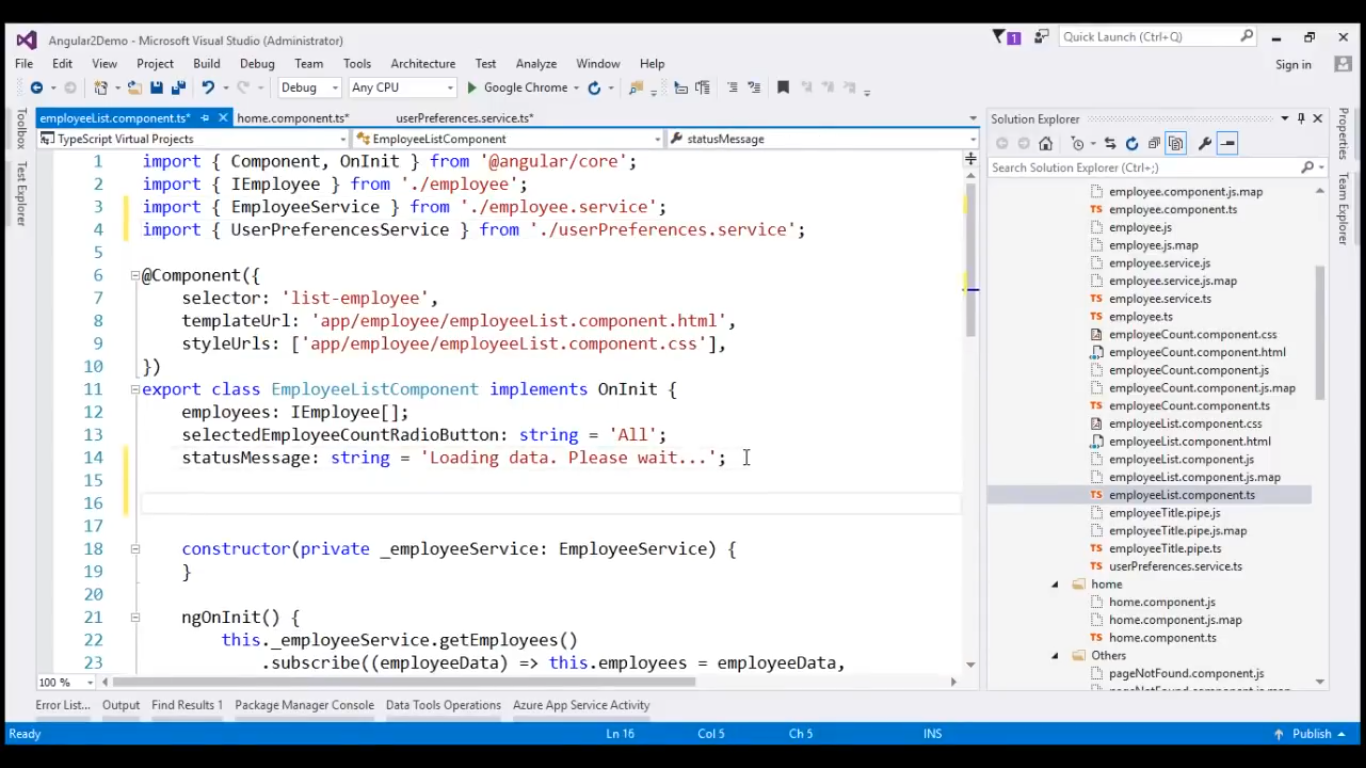 Angular2Demo - Microsoft Visual Studio (Administrator)
1
Quick Launch (Ctrl+Q)
File Edit View Project Build Debug Team Tools Architecture Test Analyze Window Help
Sign in
Debug Any CPU Google Chrome
Toolbox
Test Explorer
employeeList.component.ts* home.component.ts* userPreferences.service.ts*
TypeScript Virtual Projects EmployeeListComponent statusMessage
1 import { Component, OnInit } from '@angular/core';
2 import { IEmployee } from './employee';
3 import { EmployeeService } from './employee.service';
4 import { UserPreferencesService } from './userPreferences.service';
5
6 @Component({
7 selector: 'list-employee',
8 templateUrl: 'app/employee/employeeList.component.html',
9 styleUrls: ['app/employee/employeeList.component.css'],
10 })
11 export class EmployeeListComponent implements OnInit {
12 employees: IEmployee[];
13 selectedEmployeeCountRadioButton: string = 'All';
14 statusMessage: string = 'Loading data. Please wait...';
15
16
17
18 constructor(private _employeeService: EmployeeService) {
19 }
20
21 ngOnInit() {
22 this._employeeService.getEmployees()
23 .subscribe((employeeData) => this.employees = employeeData,
100 %
Solution Explorer
Search Solution Explorer (Ctrl+;)
employee.component.js.map
TS employee.component.ts
employee.js
employee.js.map
employee.service.js
employee.service.js.map
TS employee.service.ts
TS employee.ts
employeeCount.component.css
employeeCount.component.html
employeeCount.component.js
employeeCount.component.js.map
TS employeeCount.component.ts
employeeList.component.css
employeeList.component.html
employeeList.component.js
employeeList.component.js.map
TS employeeList.component.ts
employeeTitle.pipe.js
employeeTitle.pipe.js.map
TS employeeTitle.pipe.ts
TS userPreferences.service.ts
home
home.component.js
home.component.js.map
TS home.component.ts
Others
pageNotFound.component.js
Properties
Team Explorer
Error List... Output Find Results 1 Package Manager Console Data Tools Operations Azure App Service Activity
Ready Ln 16 Col 5 Ch 5 INS Publish